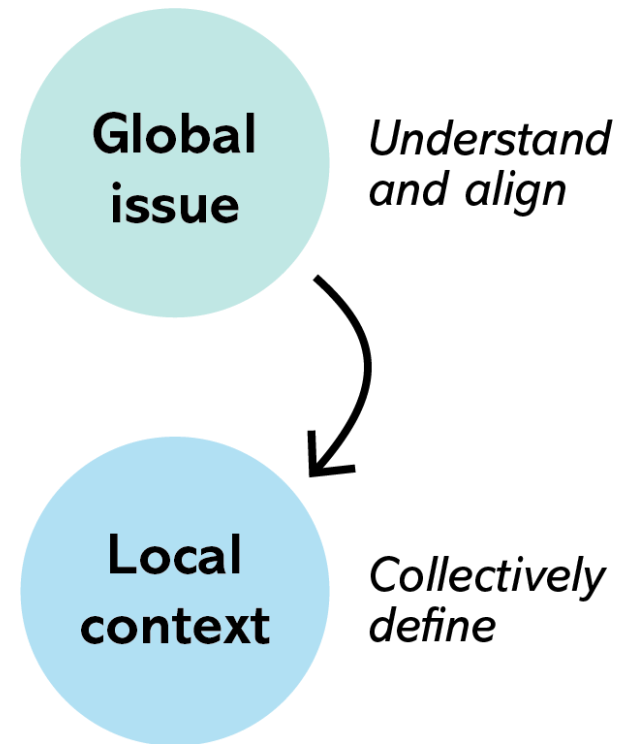 Global
issue
Understand
and align
Local
context
Collectively
define